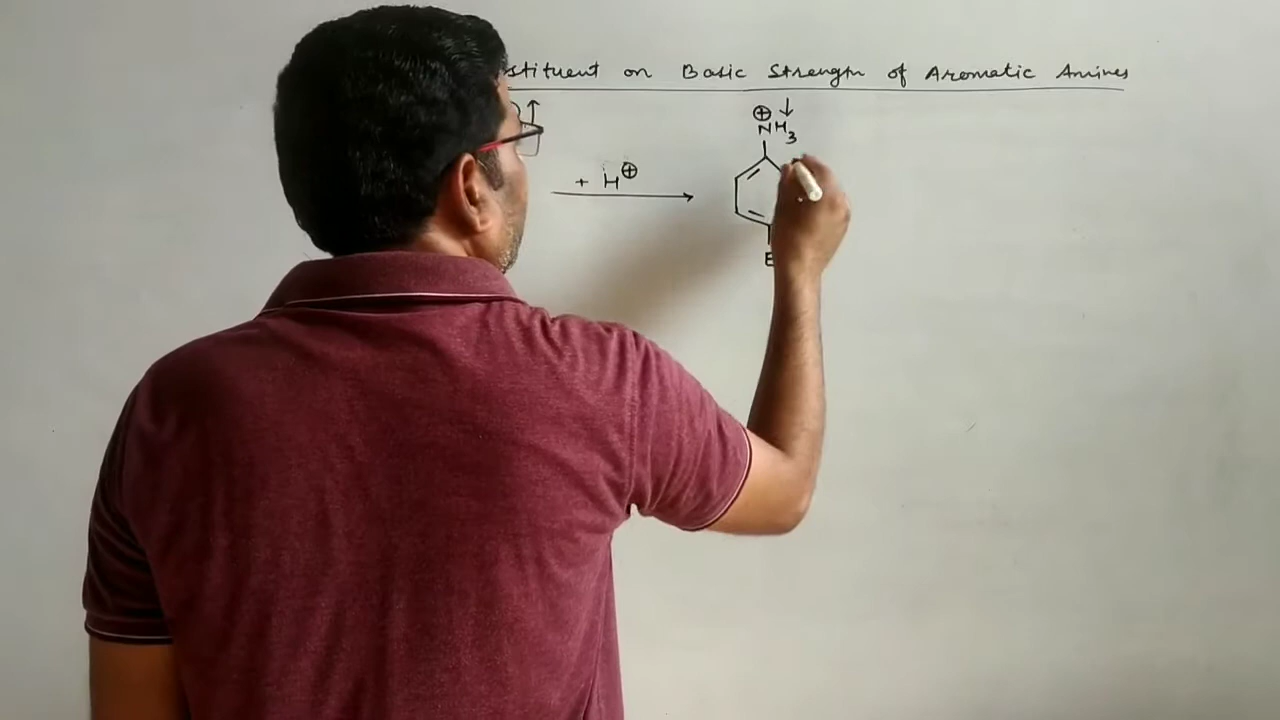 stituent on Basic Strength of Aromatic Amines
⊕
NH3
+ H⊕
E